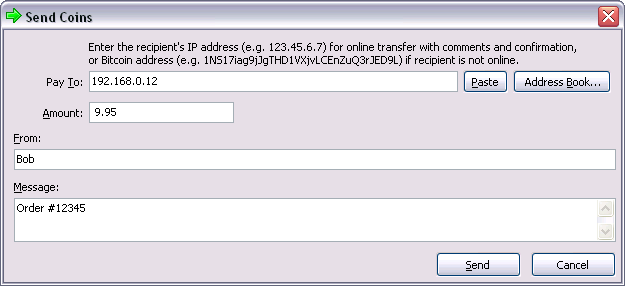 Send Coins
Enter the recipient's IP address (e.g. 123.45.6.7) for online transfer with comments and confirmation,
or Bitcoin address (e.g. 1NS17iag9jJgTHD1VXjvLCEnZuQ3rJED9L) if recipient is not online.
Pay To: 192.168.0.12 Paste Address Book...
Amount: 9.95
From:
Bob
Message:
Order #12345
Send Cancel